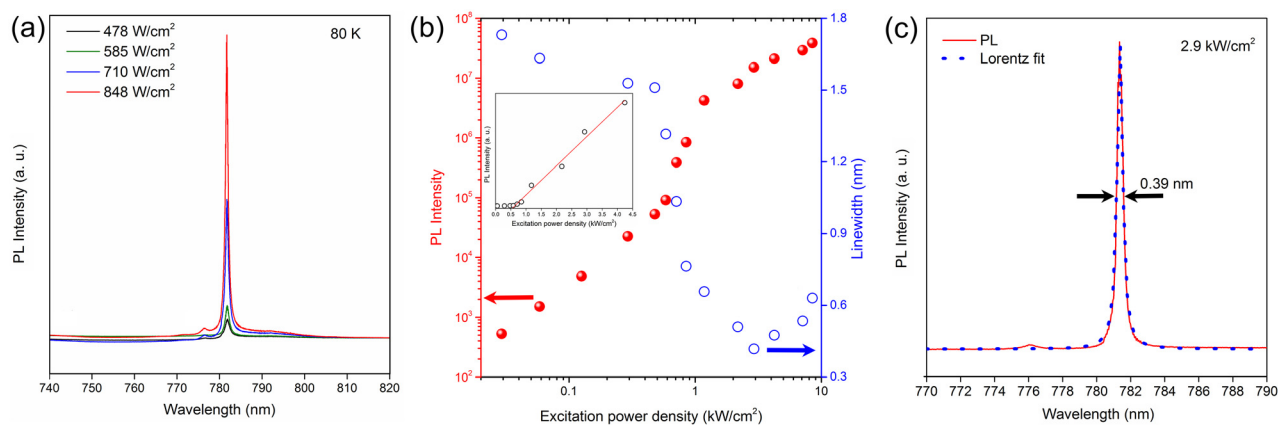 (a)
478 W/cm²
585 W/cm²
710 W/cm²
848 W/cm²
80 K
PL Intensity (a. u.)
740 750 760 770 780 790 800 810 820
Wavelength (nm)
(b)
10⁸
10⁷
10⁶
10⁵
10⁴
10³
10²
PL Intensity
1.8
1.5
1.2
0.9
0.6
0.3
Linewidth (nm)
PL Intensity (a. u.)
0.0 0.5 1.0 1.5 2.0 2.5 3.0 3.5 4.0 4.5
Excitation power density (kW/cm²)
0.1 1 10
Excitation power density (kW/cm²)
(c)
PL
Lorentz fit
2.9 kW/cm²
0.39 nm
PL Intensity (a. u.)
770 772 774 776 778 780 782 784 786 788 790
Wavelength (nm)